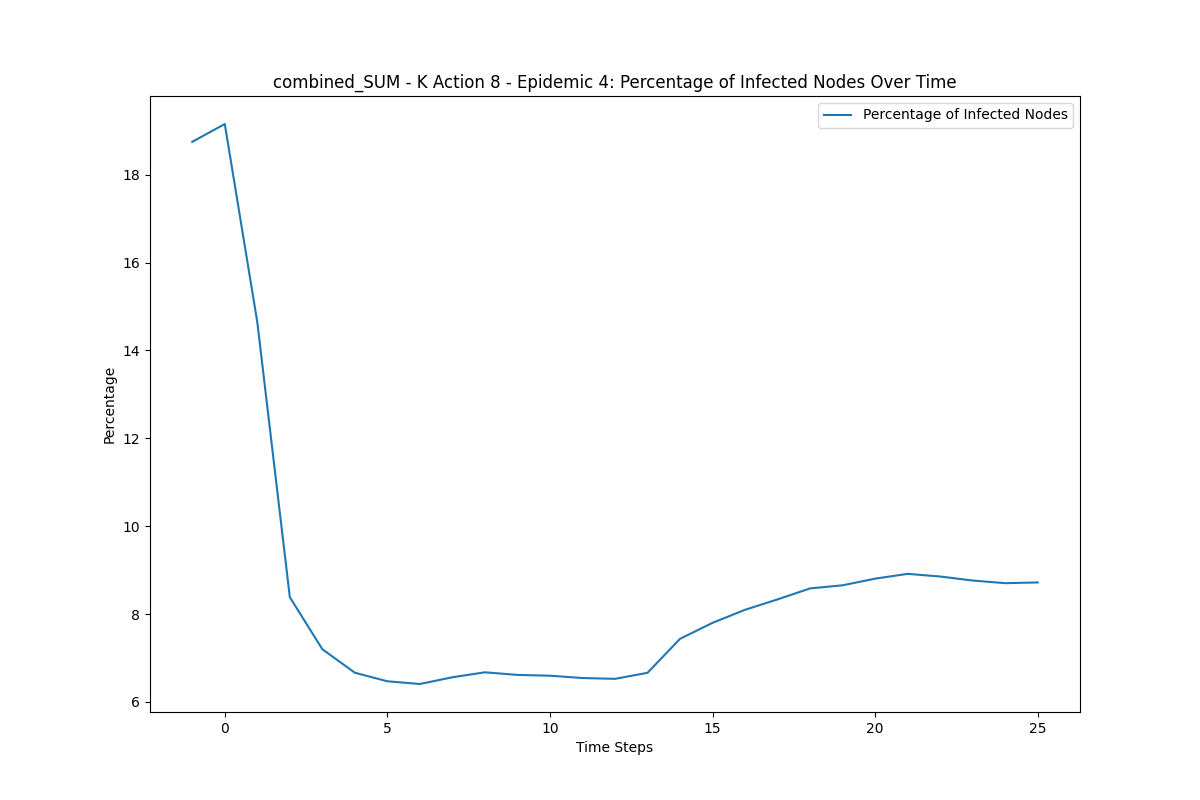 combined_SUM - K Action 8 - Epidemic 4: Percentage of Infected Nodes Over Time
Percentage of Infected Nodes
18
16
14
12
10
8
6
Percentage
0 5 10 15 20 25
Time Steps